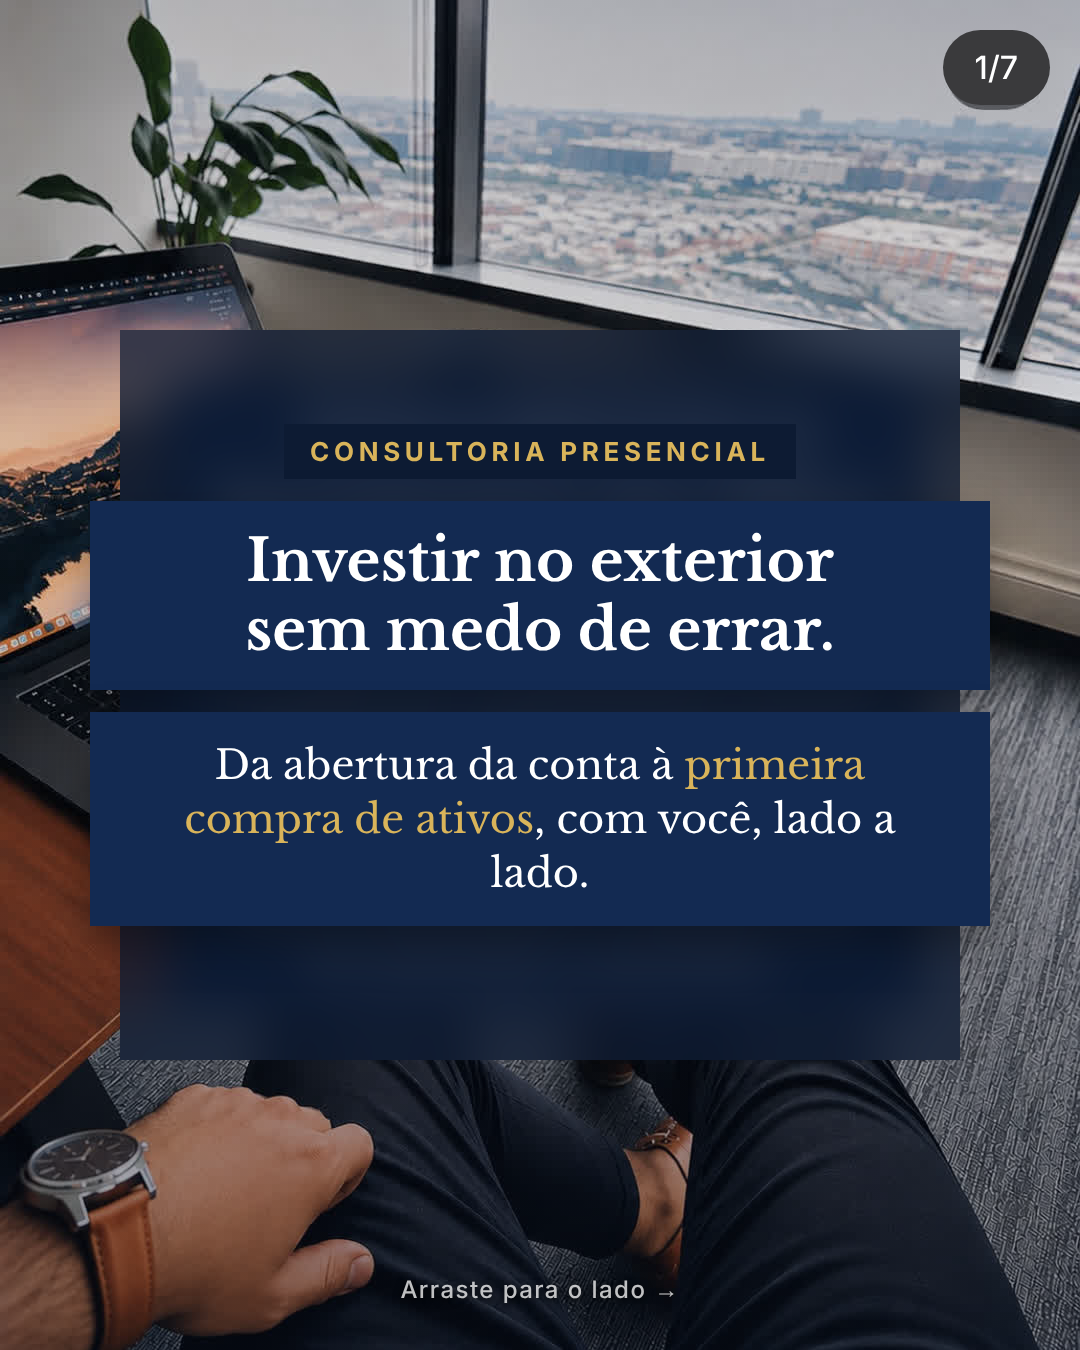 1/7
CONSULTORIA PRESENCIAL
Investir no exterior
sem medo de errar.
Da abertura da conta à primeira
compra de ativos, com você, lado a
lado.
Arraste para o lado →